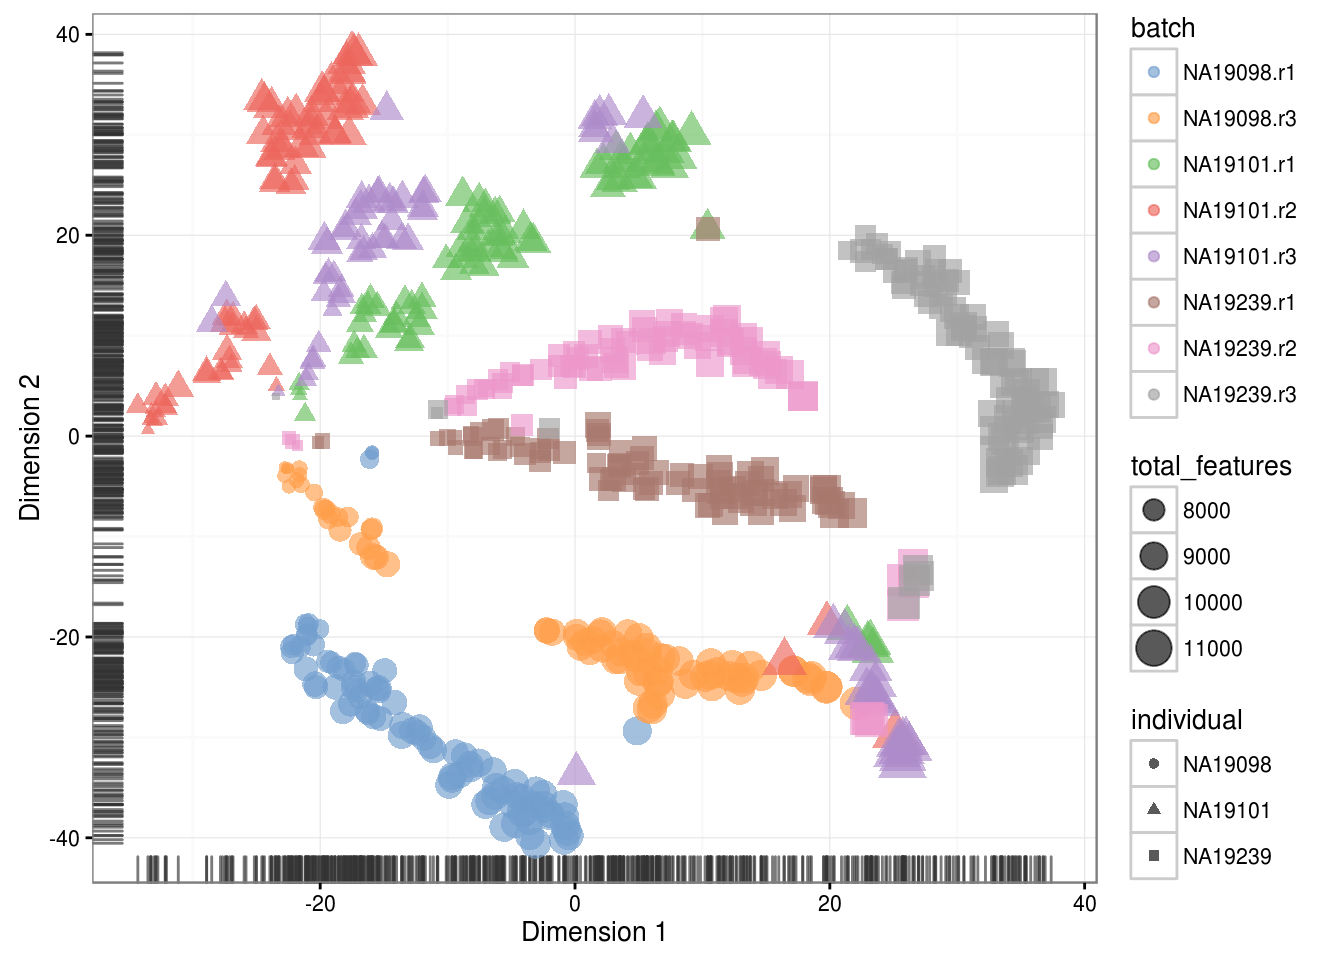 40
20
0
-20
-40
-20
0
20
40
Dimension 1
Dimension 2
batch
NA19098.r1
NA19098.r3
NA19101.r1
NA19101.r2
NA19101.r3
NA19239.r1
NA19239.r2
NA19239.r3
total_features
8000
9000
10000
11000
individual
NA19098
NA19101
NA19239